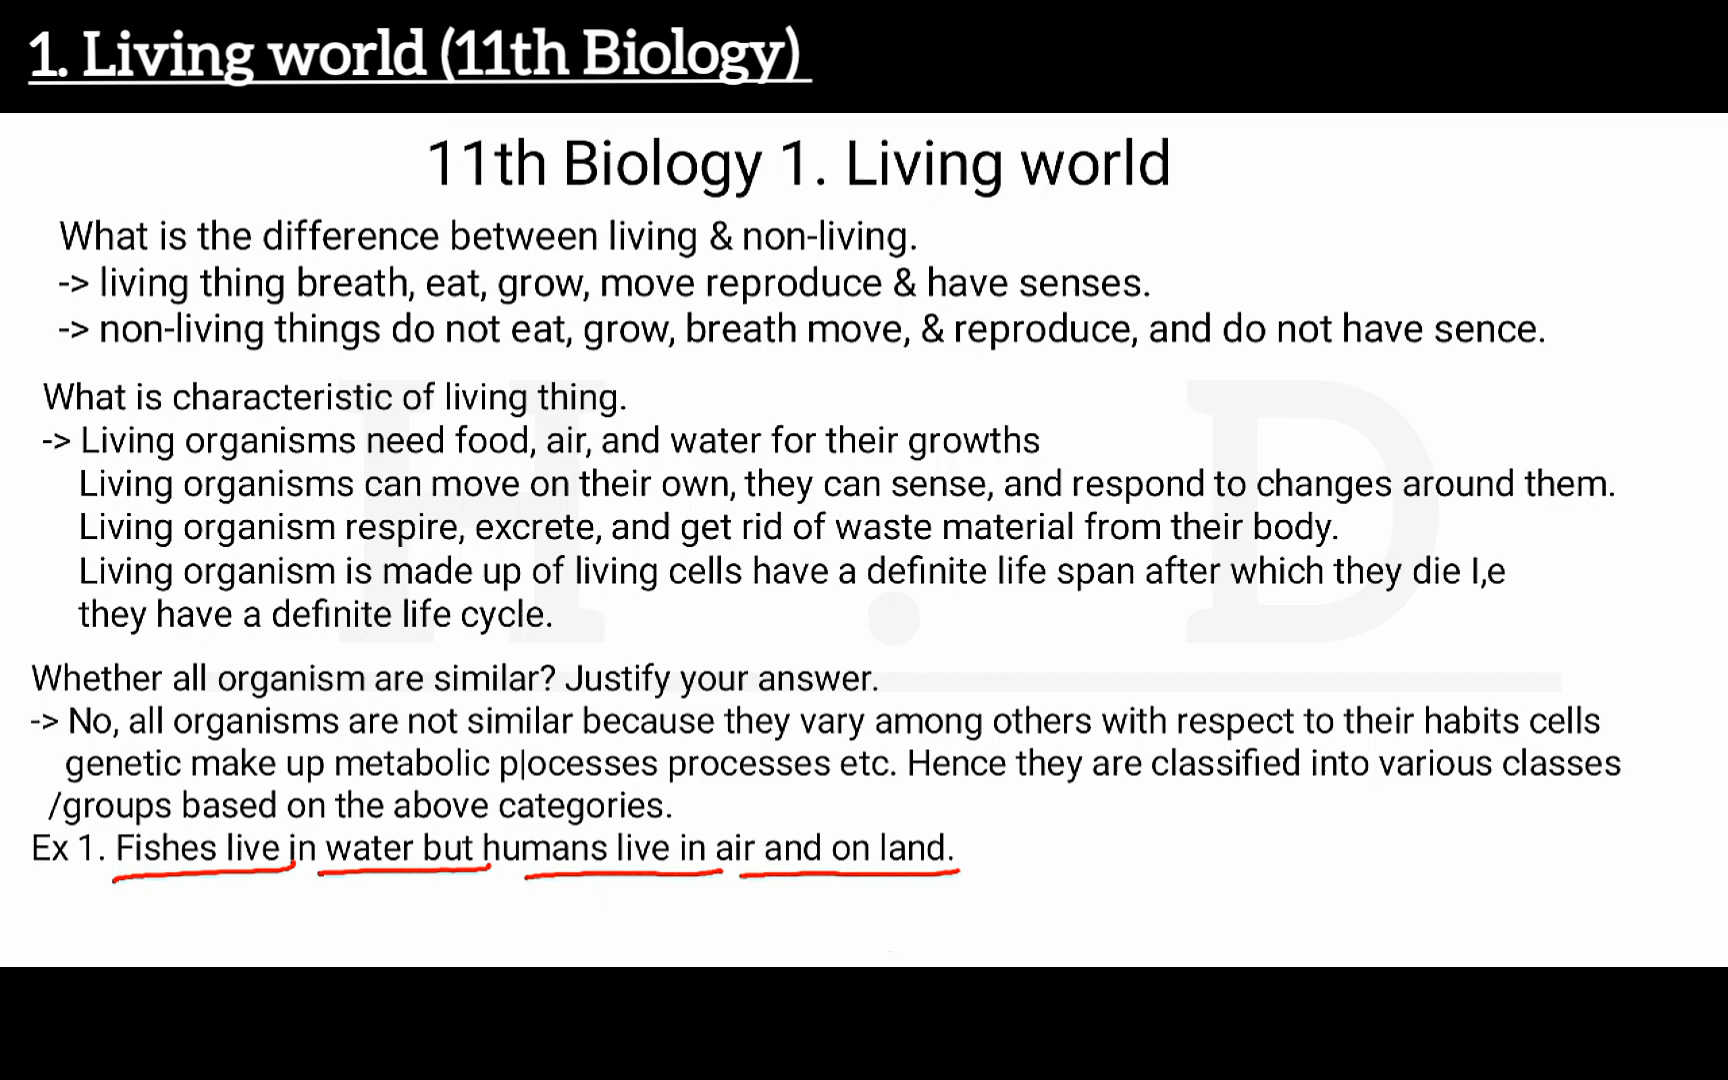 1. Living world (11th Biology)
11th Biology 1. Living world
What is the difference between living & non-living.
-> living thing breath, eat, grow, move reproduce & have senses.
-> non-living things do not eat, grow, breath move, & reproduce, and do not have sence.
What is characteristic of living thing.
-> Living organisms need food, air, and water for their growths
Living organisms can move on their own, they can sense, and respond to changes around them.
Living organism respire, excrete, and get rid of waste material from their body.
Living organism is made up of living cells have a definite life span after which they die I,e
they have a definite life cycle.
Whether all organism are similar? Justify your answer.
-> No, all organisms are not similar because they vary among others with respect to their habits cells
genetic make up metabolic p|ocesses processes etc. Hence they are classified into various classes
/groups based on the above categories.
Ex 1. Fishes live in water but humans live in air and on land.
H . D